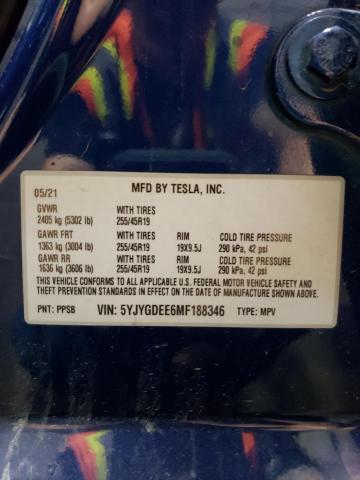 05/21 MFD BY TESLA, INC.
GVWR WITH TIRES
2405 kg (5302 lb) 255/45R19
GAWR FRT WITH TIRES RIM COLD TIRE PRESSURE
1363 kg (3004 lb) 255/45R19 19X9.5J 290 kPa, 42 psi
GAWR RR WITH TIRES RIM COLD TIRE PRESSURE
1636 kg (3606 lb) 255/45R19 19X9.5J 290 kPa, 42 psi
THIS VEHICLE CONFORMS TO ALL APPLICABLE U.S. FEDERAL MOTOR VEHICLE SAFETY AND
THEFT PREVENTION STANDARDS IN EFFECT ON THE DATE OF MANUFACTURE SHOWN ABOVE.
PNT: PPSB VIN: 5YJYGDEE6MF188346 TYPE: MPV